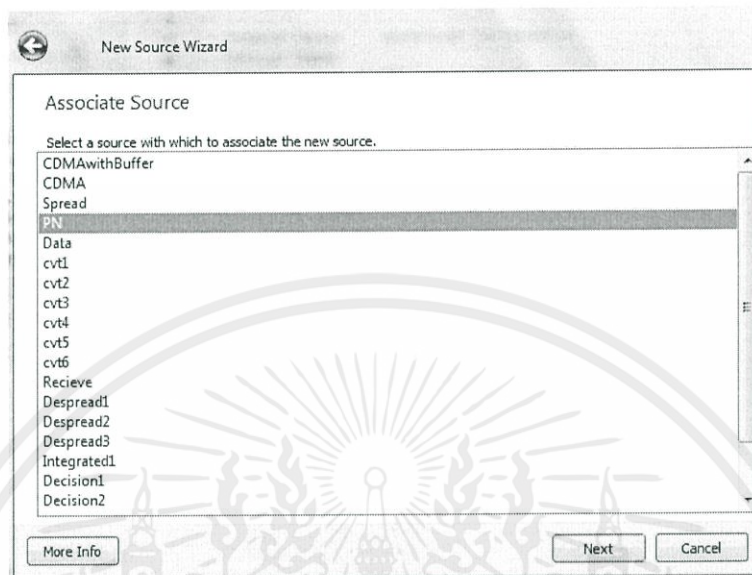 New Source Wizard
Associate Source
Select a source with which to associate the new source.
CDMAwithBuffer
CDMA
Spread
PN
Data
cvt1
cvt2
cvt3
cvt4
cvt5
cvt6
Recieve
Despread1
Despread2
Despread3
Integrated1
Decision1
Decision2
More Info
Next
Cancel